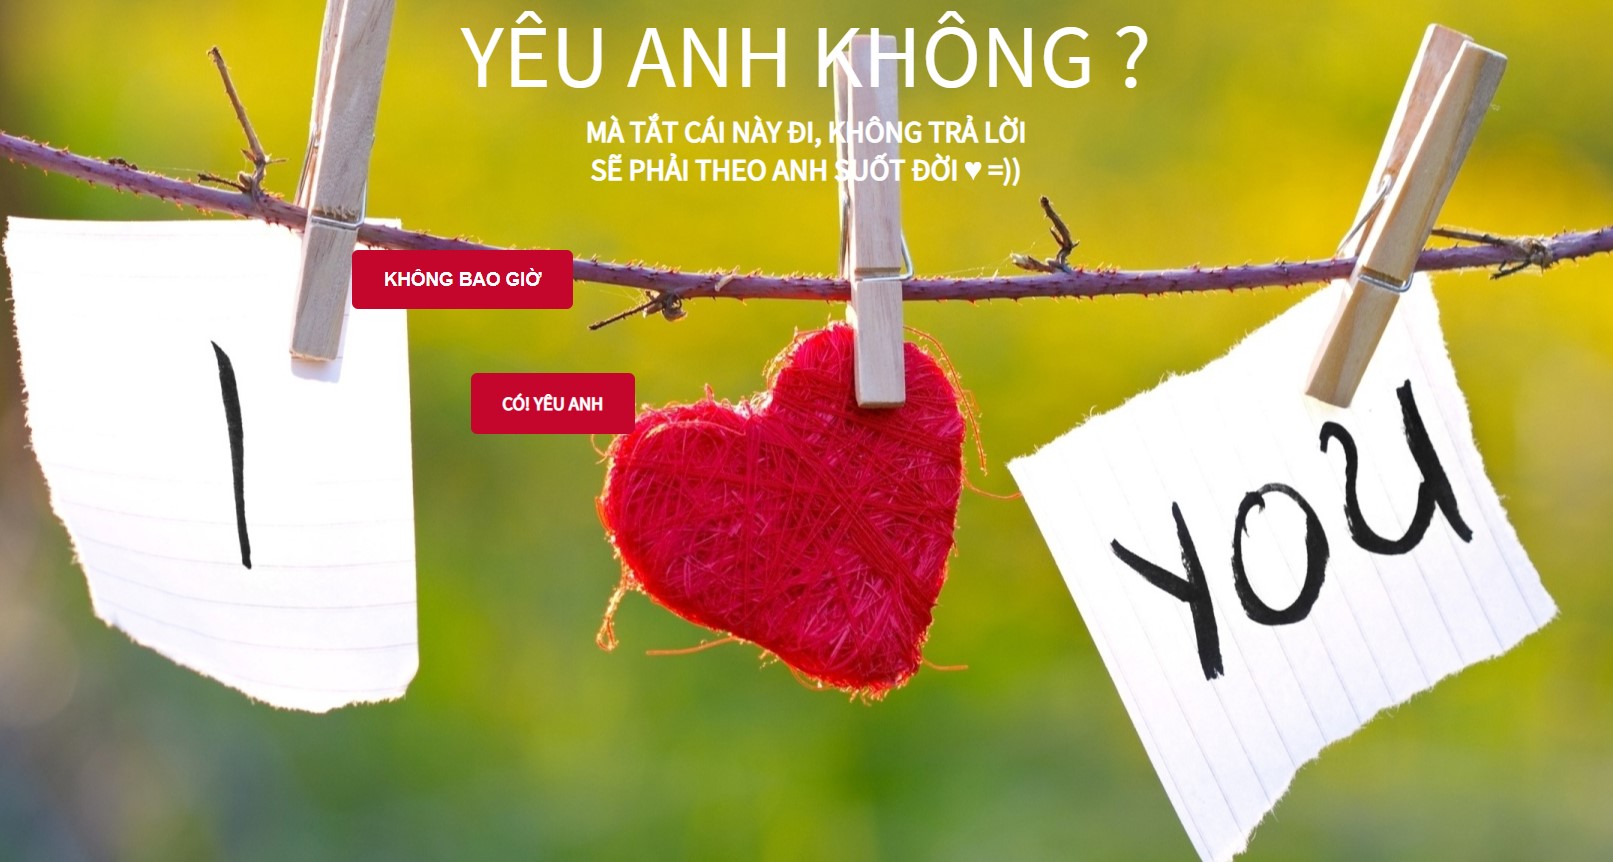 YÊU ANH KHÔNG ?
MÀ TẮT CÁI NÀY ĐI, KHÔNG TRẢ LỜI
SẼ PHẢI THEO ANH SUỐT ĐỜI ♥ =))
KHÔNG BAO GIỜ
CÓ! YÊU ANH
I
YOU